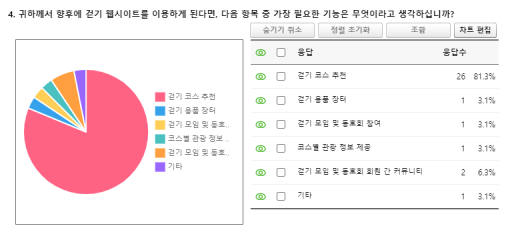 4. 귀하께서 향후에 걷기 웹사이트를 이용하게 된다면, 다음 항목 중 가장 필요한 기능은 무엇이라고 생각하십니까?
숨기기 취소 정렬 초기화 조합 차트 편집
응답 응답수
걷기 코스 추천 26 81.3%
걷기 용품 장터 1 3.1%
걷기 모임 및 동호회 참여 1 3.1%
코스별 관광 정보 제공 1 3.1%
걷기 모임 및 동호회 회원 간 커뮤니티 2 6.3%
기타 1 3.1%
걷기 코스 추천
걷기 용품 장터
걷기 모임 및 동호..
코스별 관광 정보 ..
걷기 모임 및 동호..
기타